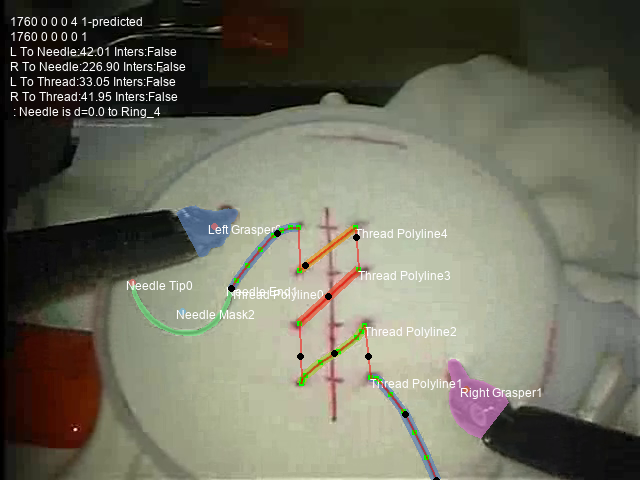 1760 0 0 0 4 1-predicted
1760 0 0 0 0 1
L To Needle:42.01 Inters:False
R To Needle:226.90 Inters:False
L To Thread:33.05 Inters:False
R To Thread:41.95 Inters:False
: Needle is d=0.0 to Ring_4
Left Grasper
Thread Polyline4
Thread Polyline3
Needle Tip0
Needle End1
Thread Polyline0
Needle Mask2
Thread Polyline2
Thread Polyline1
Right Grasper1